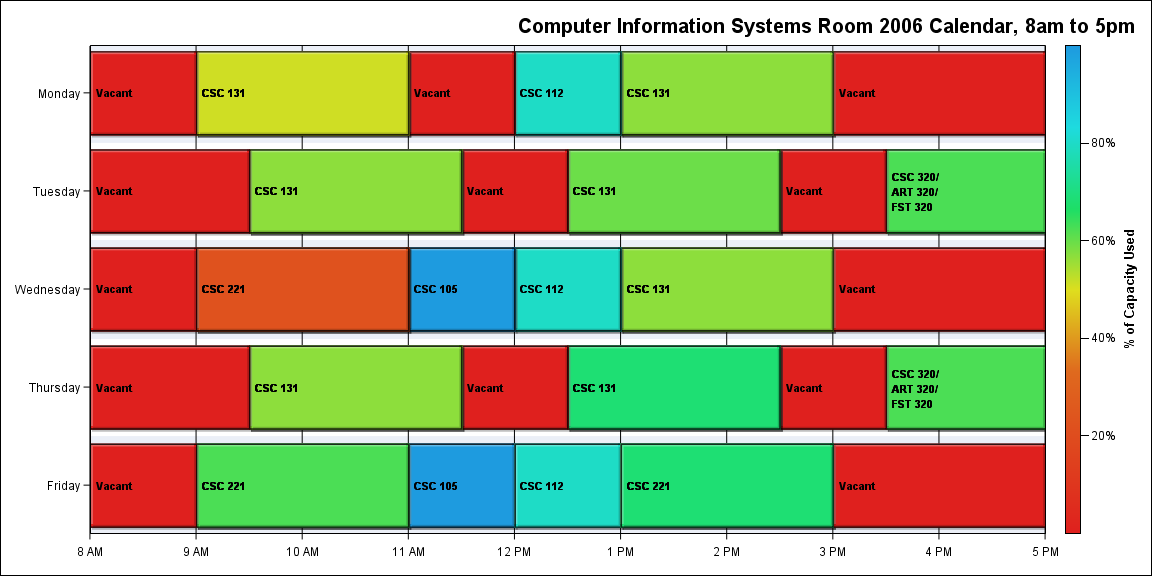 Computer Information Systems Room 2006 Calendar, 8am to 5pm
Monday
Vacant
CSC 131
Vacant
CSC 112
CSC 131
Vacant
Tuesday
Vacant
CSC 131
Vacant
CSC 131
Vacant
CSC 320/
ART 320/
FST 320
Wednesday
Vacant
CSC 221
CSC 105
CSC 112
CSC 131
Vacant
Thursday
Vacant
CSC 131
Vacant
CSC 131
Vacant
CSC 320/
ART 320/
FST 320
Friday
Vacant
CSC 221
CSC 105
CSC 112
CSC 221
Vacant
8 AM
9 AM
10 AM
11 AM
12 PM
1 PM
2 PM
3 PM
4 PM
5 PM
80%
60%
40%
20%
% of Capacity Used